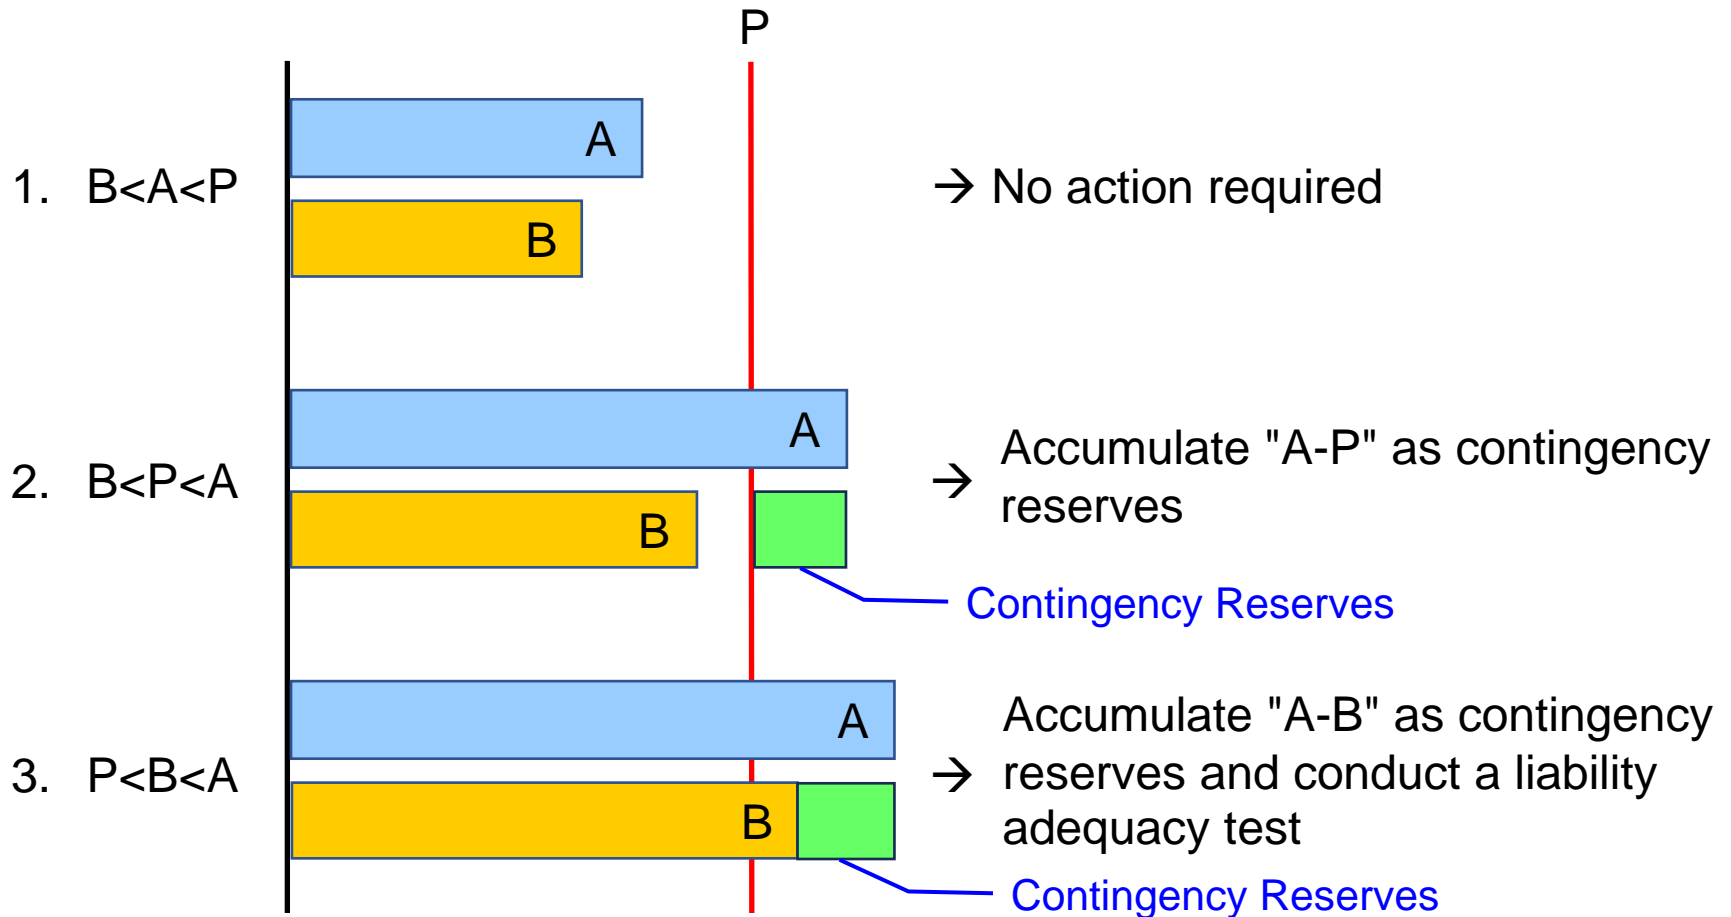 P
A
1. B<A<P
→ No action required
B
A
2. B<P<A
→ Accumulate "A-P" as contingency
reserves
B
Contingency Reserves
A
3. P<B<A
→ Accumulate "A-B" as contingency
reserves and conduct a liability
adequacy test
B
Contingency Reserves